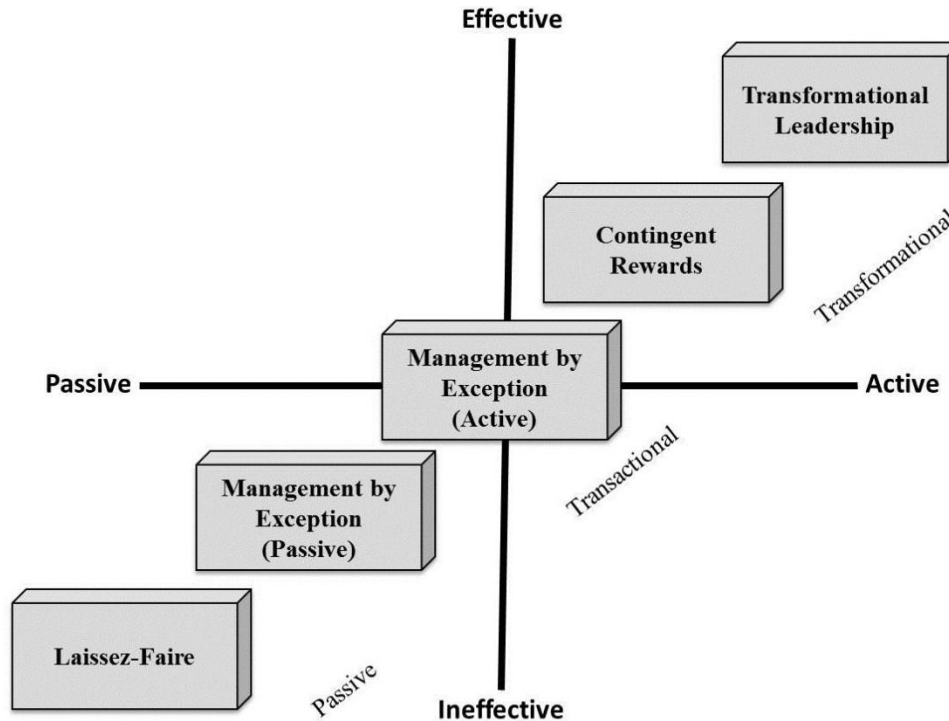 Effective
Transformational
Leadership
Contingent
Rewards
Transformational
Management by
Exception
(Active)
Passive
Active
Transactional
Management by
Exception
(Passive)
Laissez-Faire
Passive
Ineffective